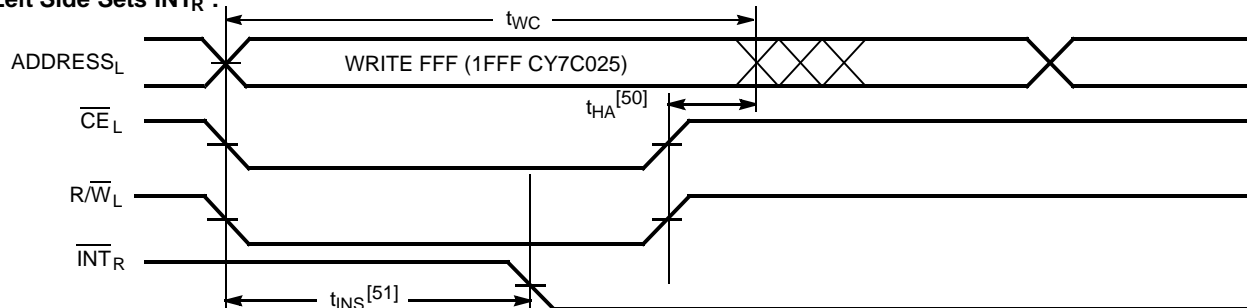 Left Side Sets INTR :
tWC
ADDRESSL
WRITE FFF (1FFF CY7C025)
tHA[50]
CEL
R/WL
INTR
tINS[51]